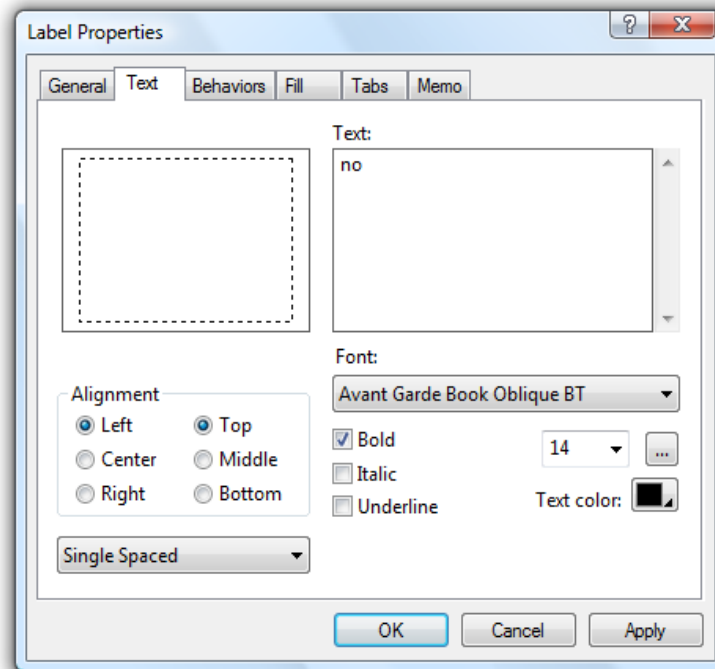 Label Properties
General Text Behaviors Fill Tabs Memo
Text:
no
Font:
Avant Garde Book Oblique BT
Alignment
Left Top
Center Middle
Right Bottom
Bold 14 ...
Italic
Underline Text color:
Single Spaced
OK Cancel Apply